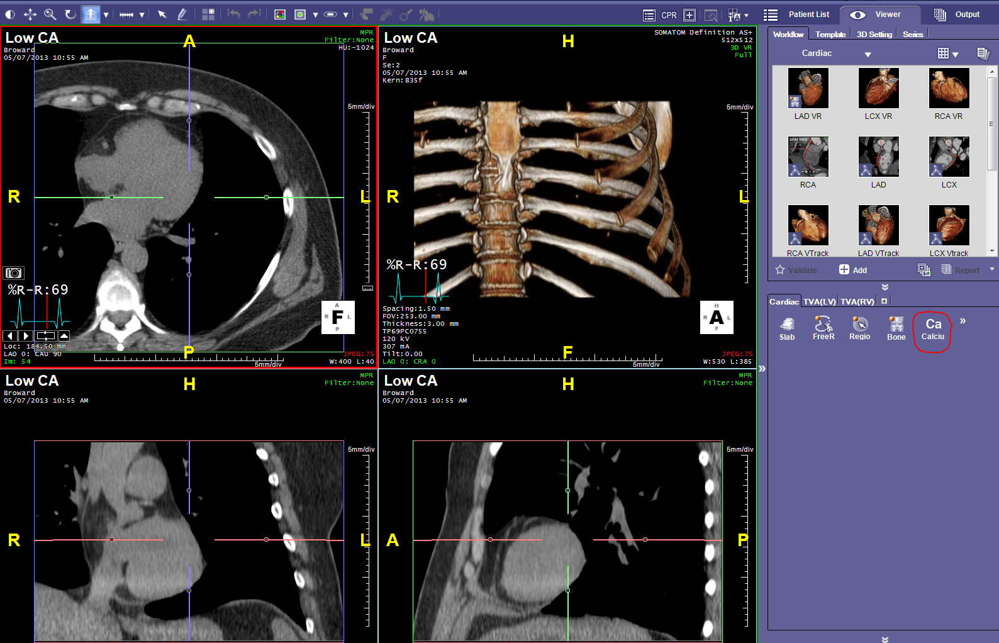 CPR
Patient List
Viewer
Output
Low CA
Broward
05/07/2013 10:55 AM
A
MPR
Filter:None
HU:-1024
R
L
5mm/div
%R-R:69
Loc: 184.50 mm
LAO 0: CAU 90
Im: 54
P
5mm/div
A
R F L
P
JPEG:75
W:400 L:40
Low CA
Broward
F
Se:2
05/07/2013 10:55 AM
Kern:B35f
H
SOMATOM Definition AS+
512x512
3D VR
Full
5mm/div
R
L
%R-R:69
Spacing:1.50 mm
FOV:253.00 mm
Thickness:3.00 mm
TP69PC0755
120 kV
307 mA
Tilt:0.00
LAO 0: CRA 0
F
5mm/div
H
R A L
F
JPEG:75
W:530 L:385
Low CA
Broward
05/07/2013 10:55 AM
H
MPR
Filter:None
5mm/div
R
L
Low CA
Broward
05/07/2013 10:55 AM
H
MPR
Filter:None
5mm/div
A
P
Workflow
Template
3D Setting
Series
Cardiac
LAD VR
LCX VR
RCA VR
RCA
LAD
LCX
RCA VTrack
LAD VTrack
LCX Vtrack
Validate
Add
Report
Cardiac
TVA(LV)
TVA(RV)
Slab
FreeR
Regio
Bone
Ca
Calciu